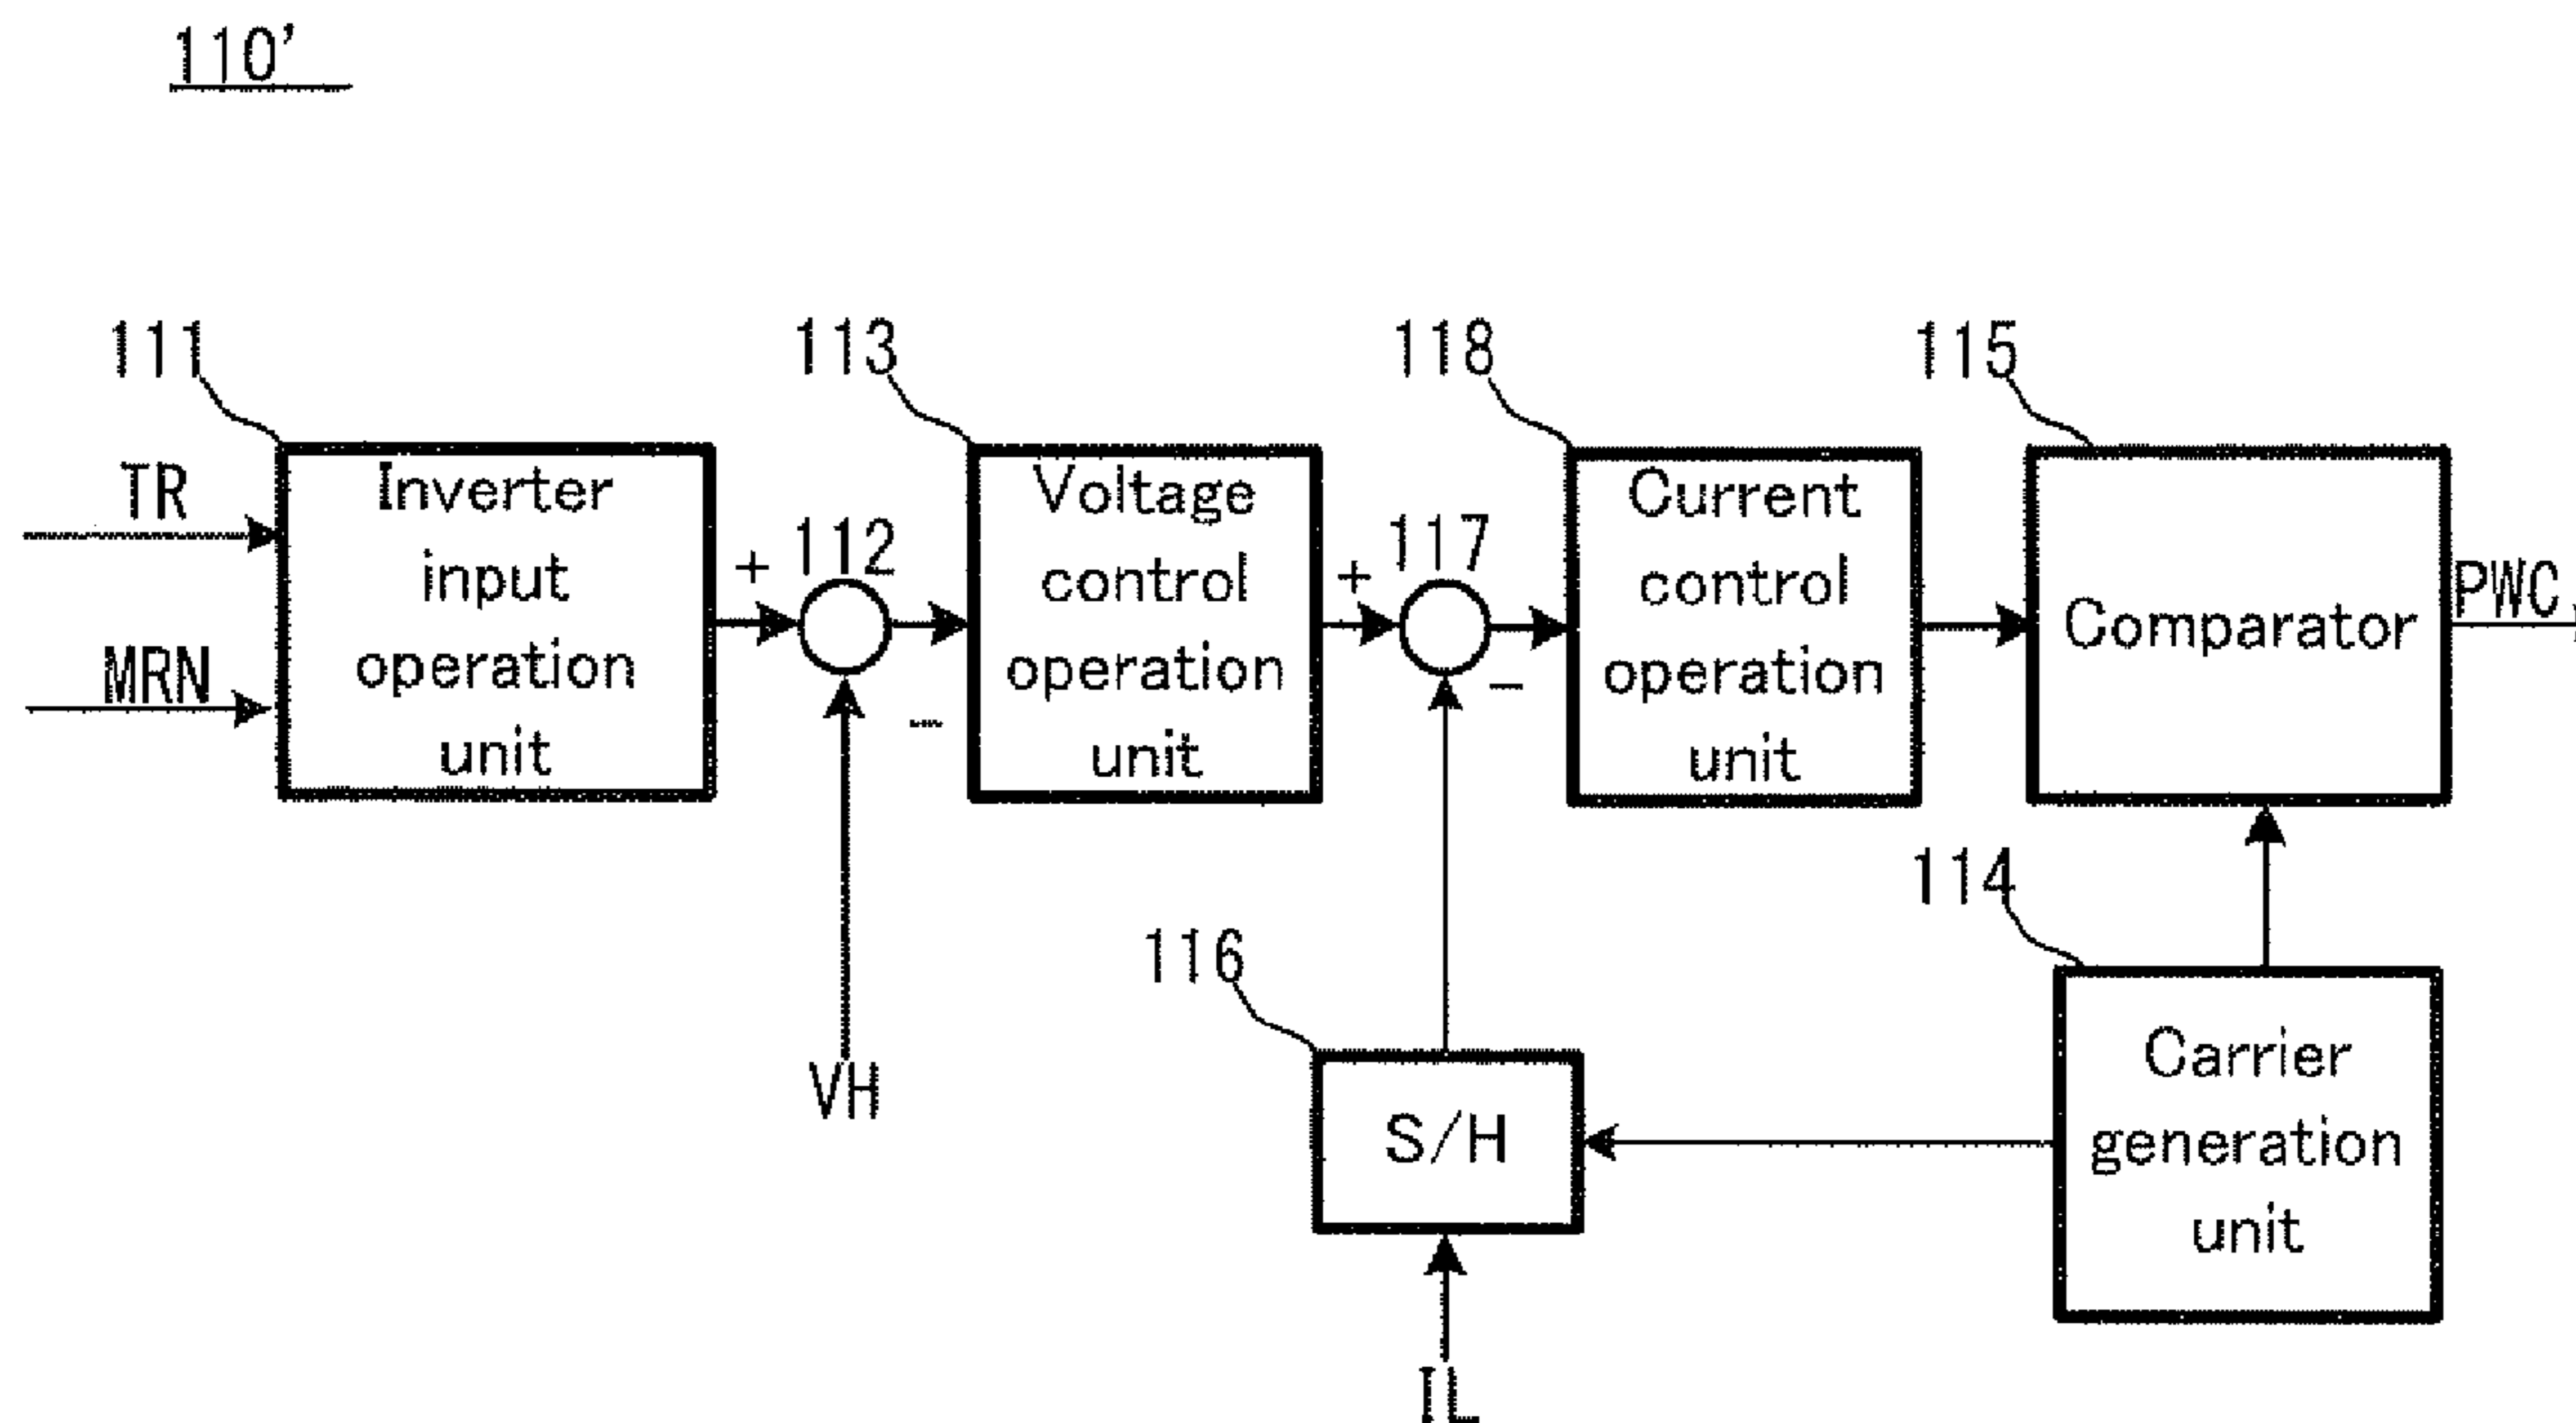 110'
111
113
118
115
TR
MRN
Inverter
input
operation
unit
+
112
-
VH
Voltage
control
operation
unit
+
117
-
Current
control
operation
unit
Comparator
PWC
116
S/H
IL
114
Carrier
generation
unit